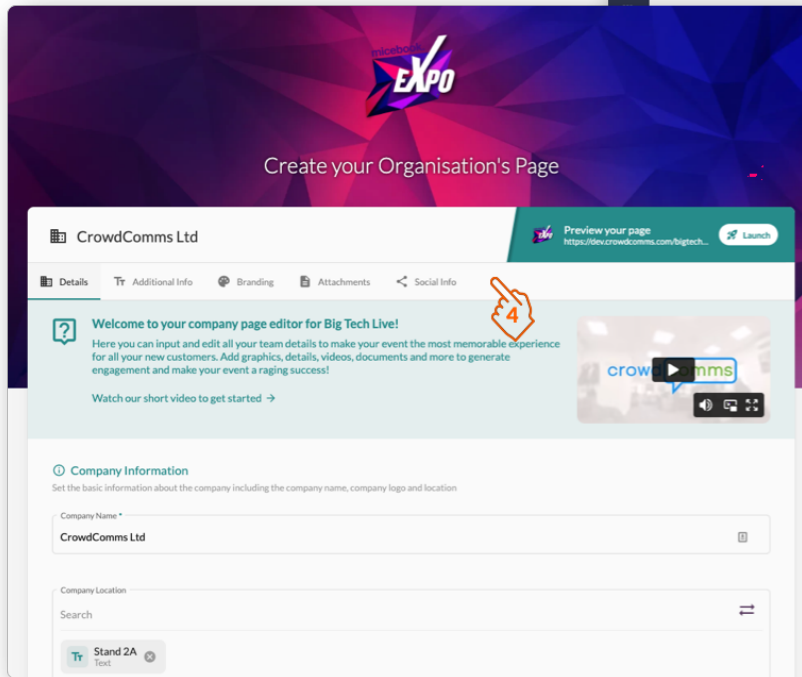 micebook
EXPO
Create your Organisation's Page
CrowdComms Ltd
Preview your page
https://dev.crowdcomms.com/bigtech...
Launch
Details
Additional Info
Branding
Attachments
Social Info
4
Welcome to your company page editor for Big Tech Live!
Here you can input and edit all your team details to make your event the most memorable experience
for all your new customers. Add graphics, details, videos, documents and more to generate
engagement and make your event a raging success!
Watch our short video to get started →
Company Information
Set the basic information about the company including the company name, company logo and location
Company Name *
CrowdComms Ltd
Company Location
Search
Tт
Stand 2A
Text